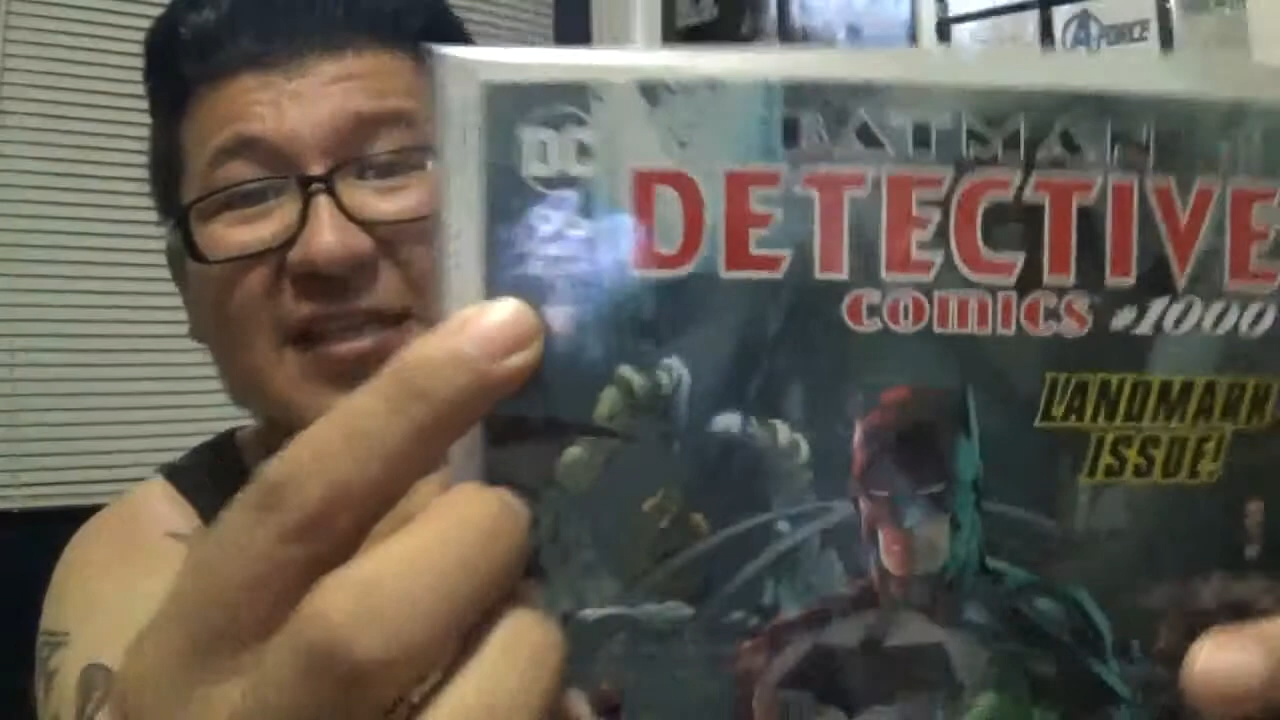 A FORCE
DC
BATMAN
DETECTIVE
COMICS #1000
LANDMARK
ISSUE!